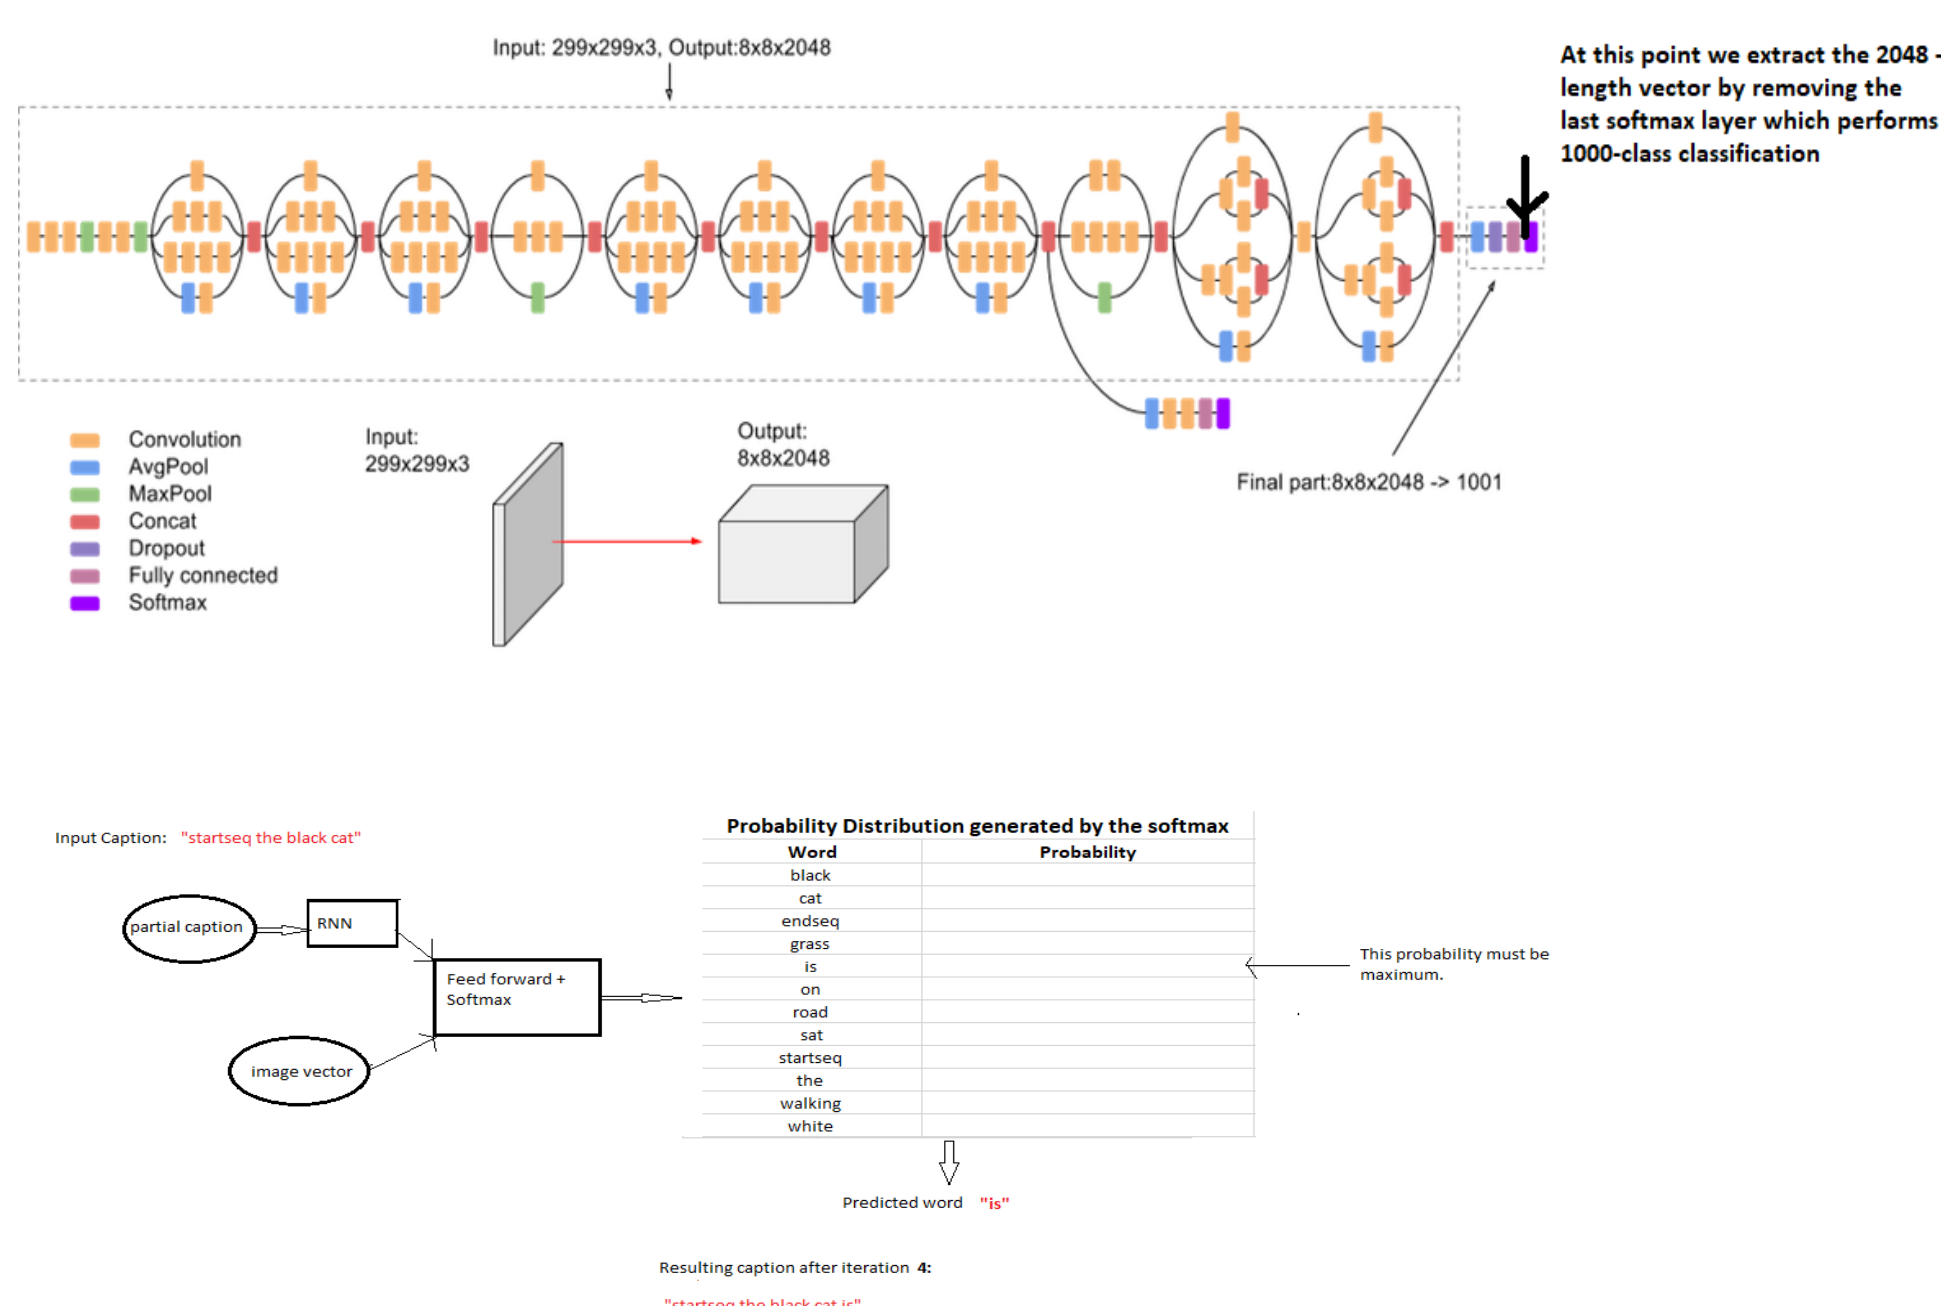 Input: 299x299x3, Output:8x8x2048
At this point we extract the 2048 -
length vector by removing the
last softmax layer which performs
1000-class classification
Convolution
AvgPool
MaxPool
Concat
Dropout
Fully connected
Softmax
Input:
299x299x3
Output:
8x8x2048
Final part:8x8x2048 -> 1001
Input Caption: "startseq the black cat"
partial caption
RNN
Feed forward +
Softmax
image vector
Probability Distribution generated by the softmax
Word Probability
black
cat
endseq
grass
is
on
road
sat
startseq
the
walking
white
This probability must be
maximum.
Predicted word "is"
Resulting caption after iteration 4:
"startseq the black cat is"